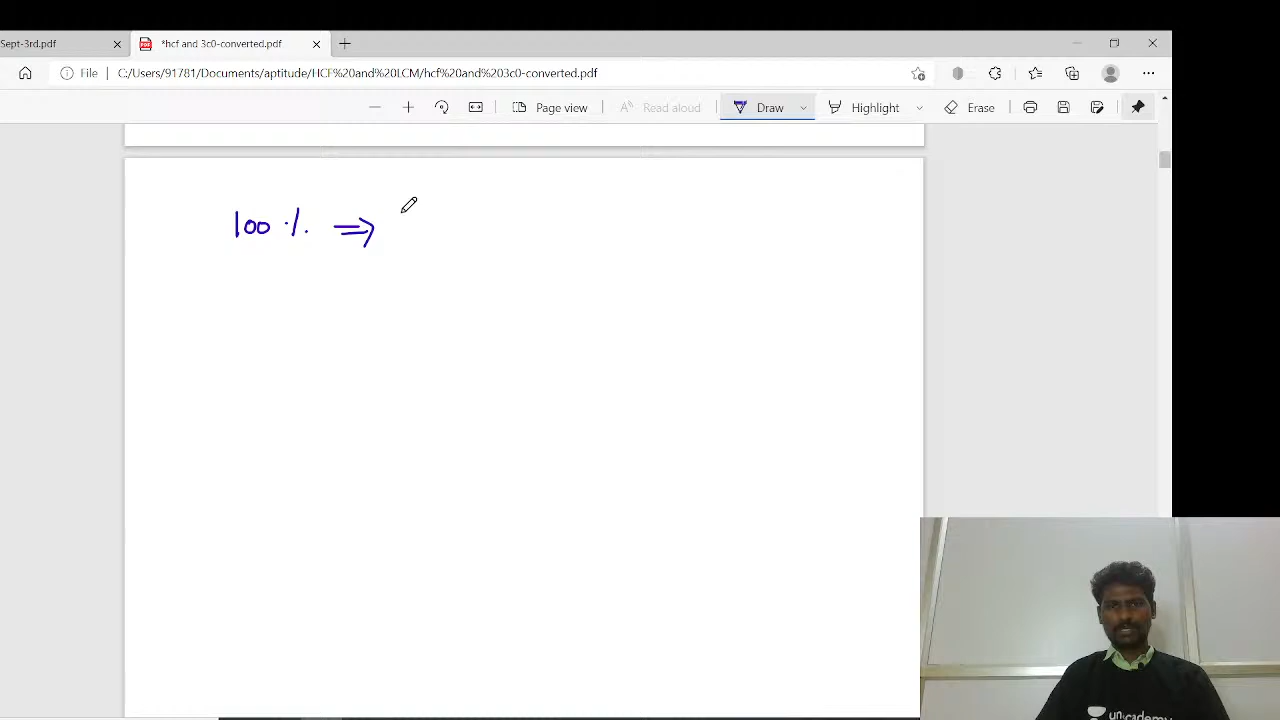 Sept-3rd.pdf
*hcf and 3c0-converted.pdf
File
C:/Users/91781/Documents/aptitude/HCF%20and%20LCM/hcf%20and%203c0-converted.pdf
Page view
Read aloud
Draw
Highlight
Erase
100 % ⇒
unacademy